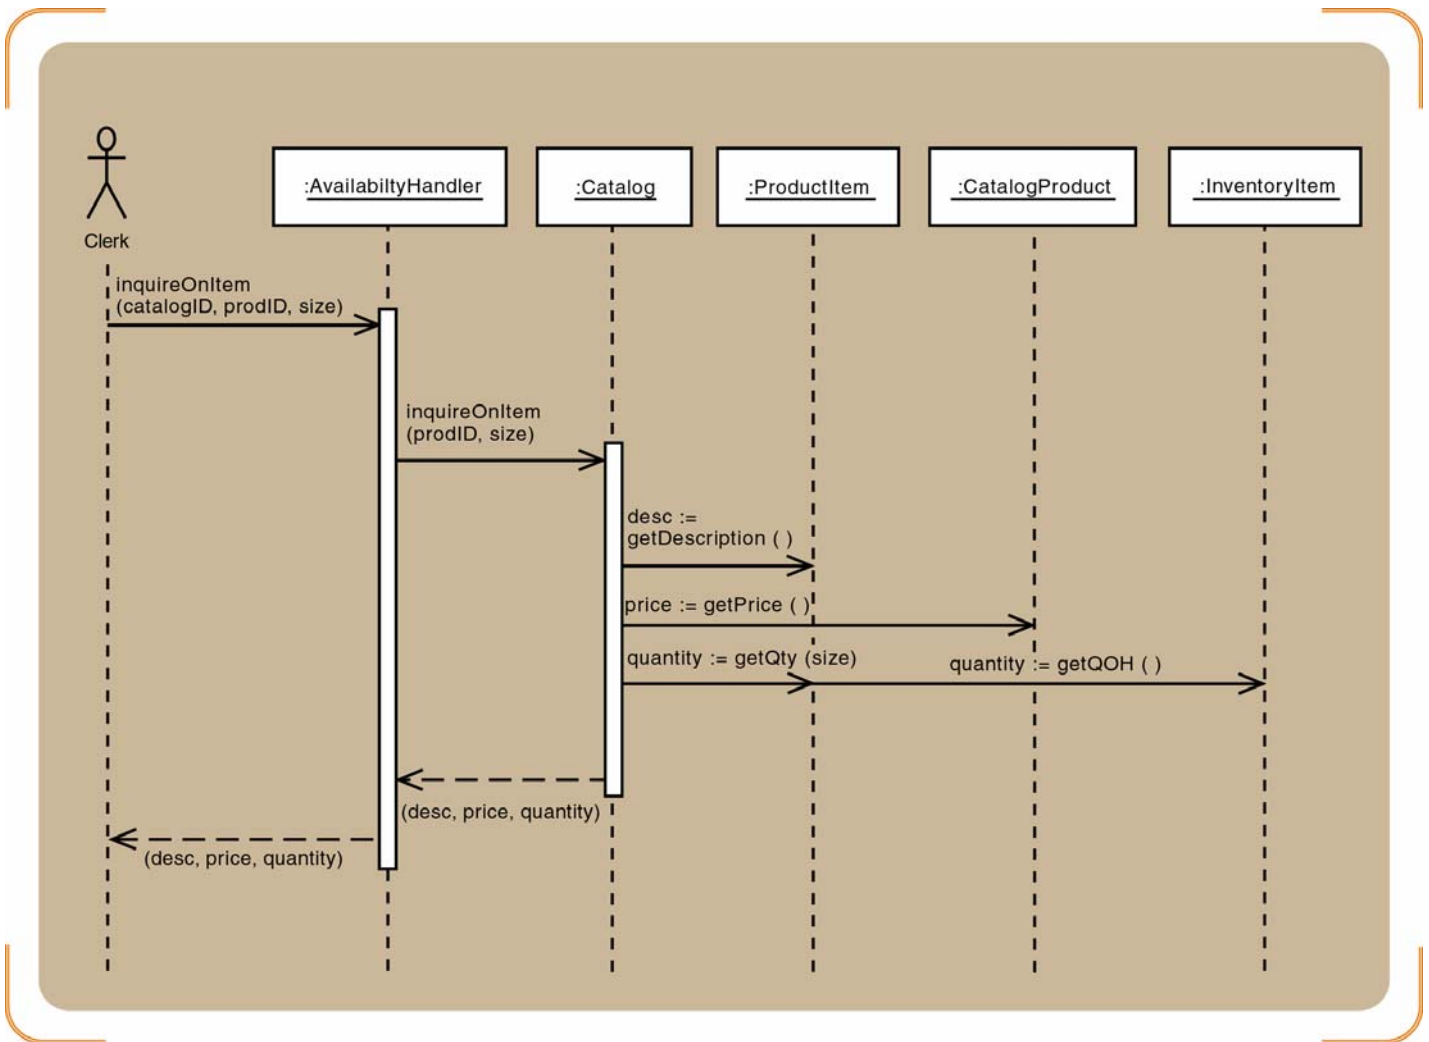 :AvailabiltyHandler
:Catalog
:ProductItem
:CatalogProduct
:InventoryItem
Clerk
inquireOnItem
(catalogID, prodID, size)
inquireOnItem
(prodID, size)
desc :=
getDescription ( )
price := getPrice ( )
quantity := getQty (size)
quantity := getQOH ( )
(desc, price, quantity)
(desc, price, quantity)